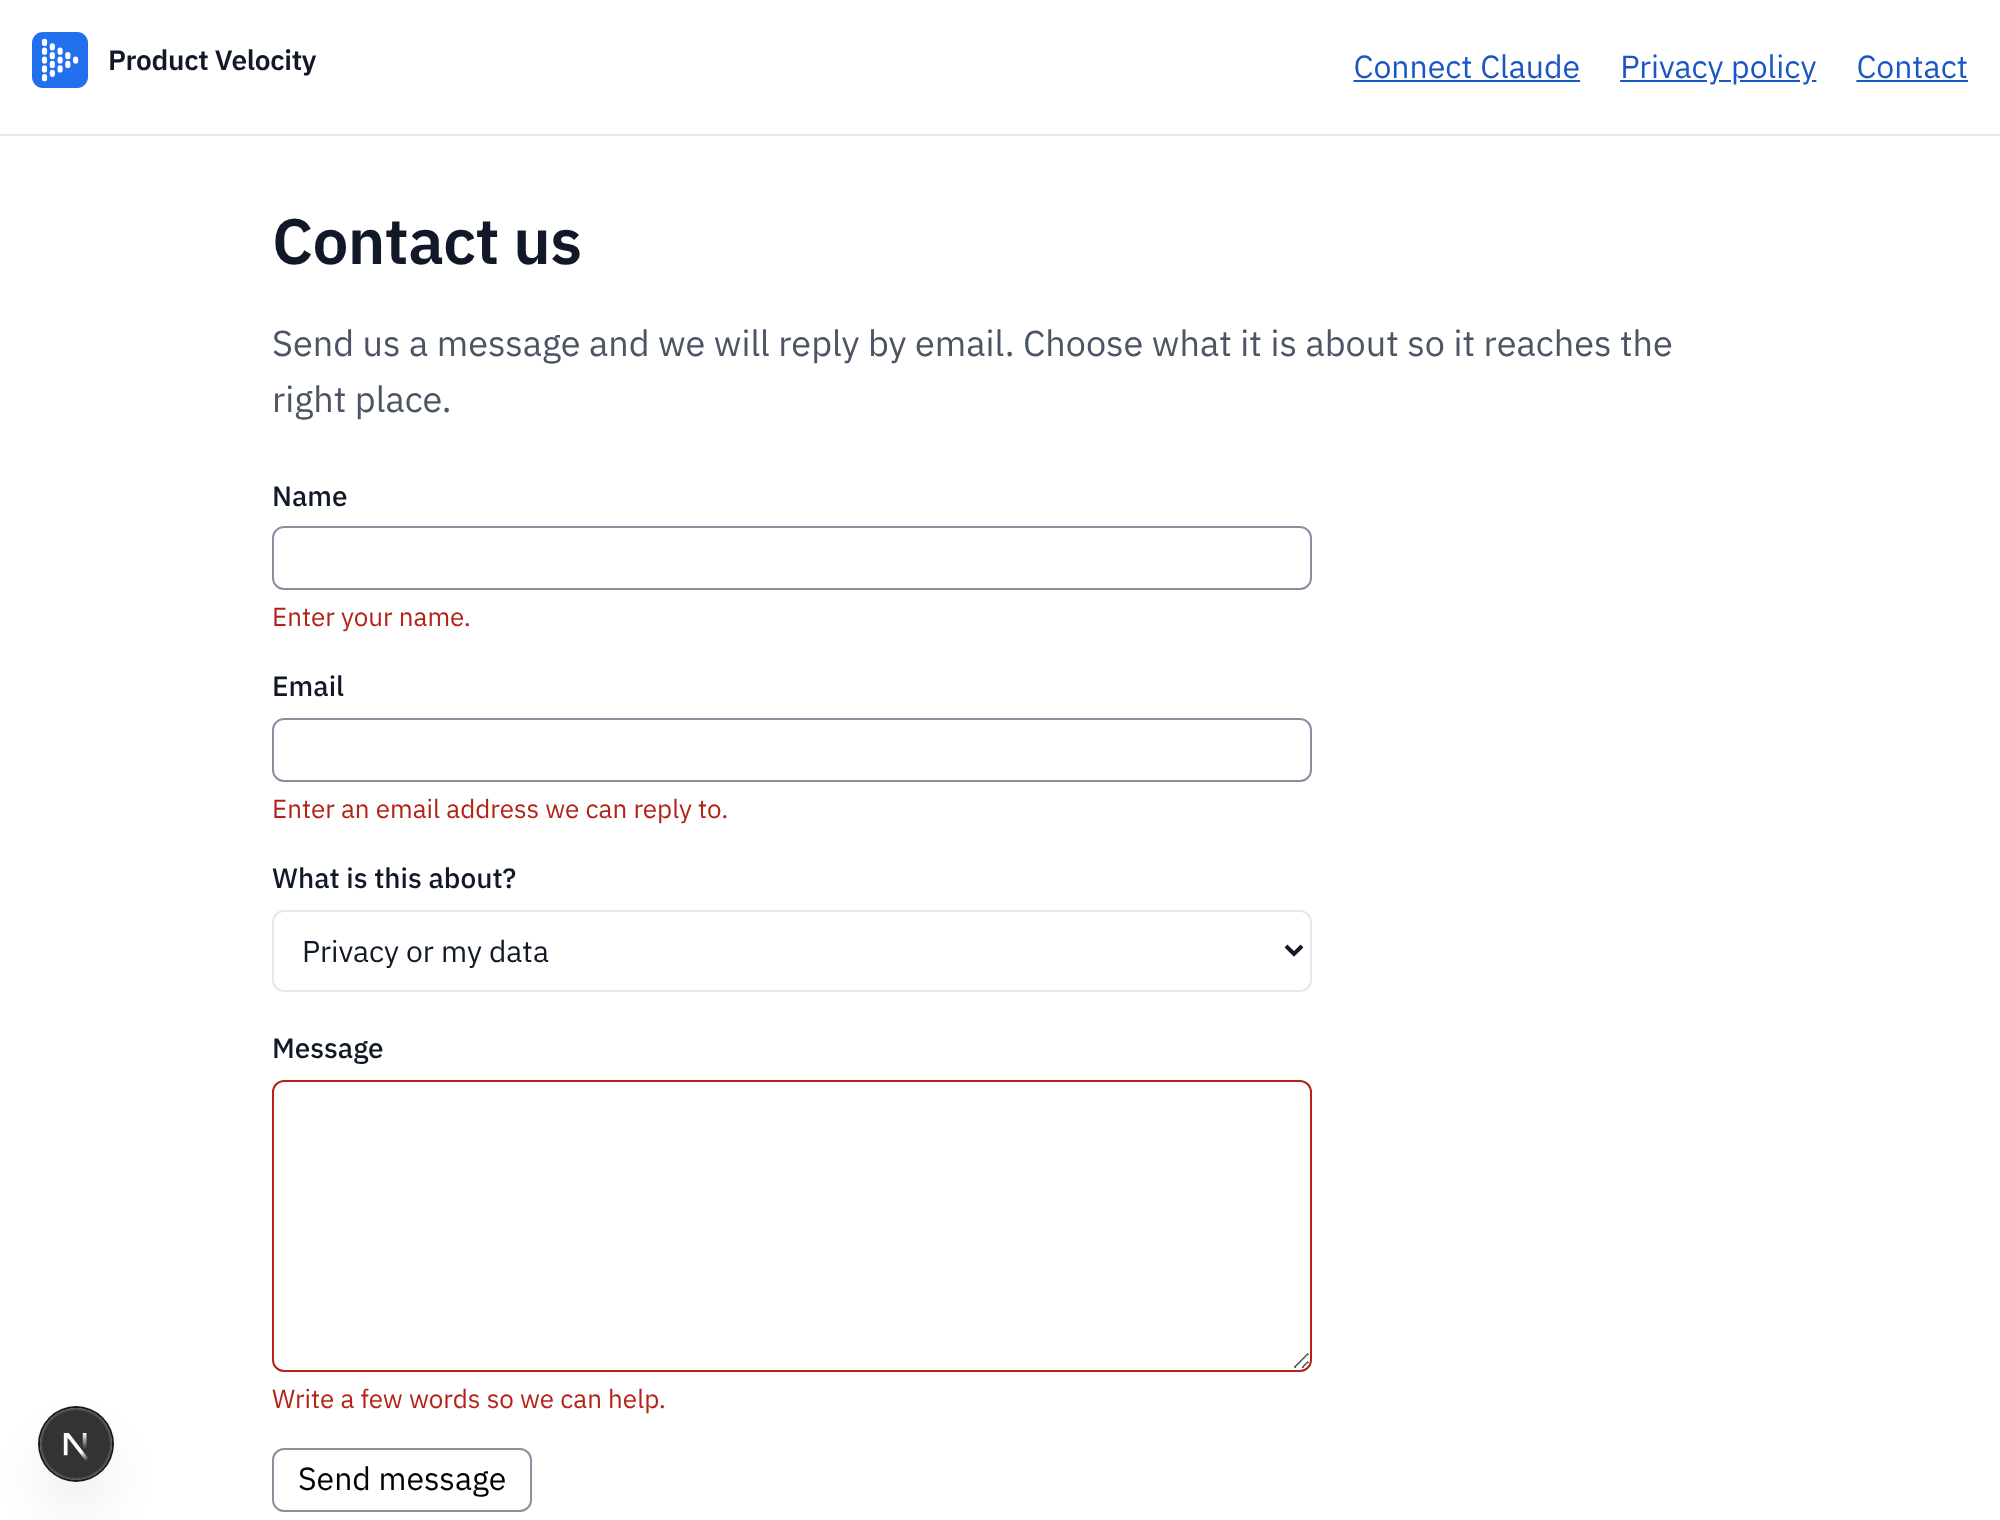 Product Velocity
Connect Claude
Privacy policy
Contact
Contact us
Send us a message and we will reply by email. Choose what it is about so it reaches the
right place.
Name
Enter your name.
Email
Enter an email address we can reply to.
What is this about?
Privacy or my data
Message
Write a few words so we can help.
N
Send message